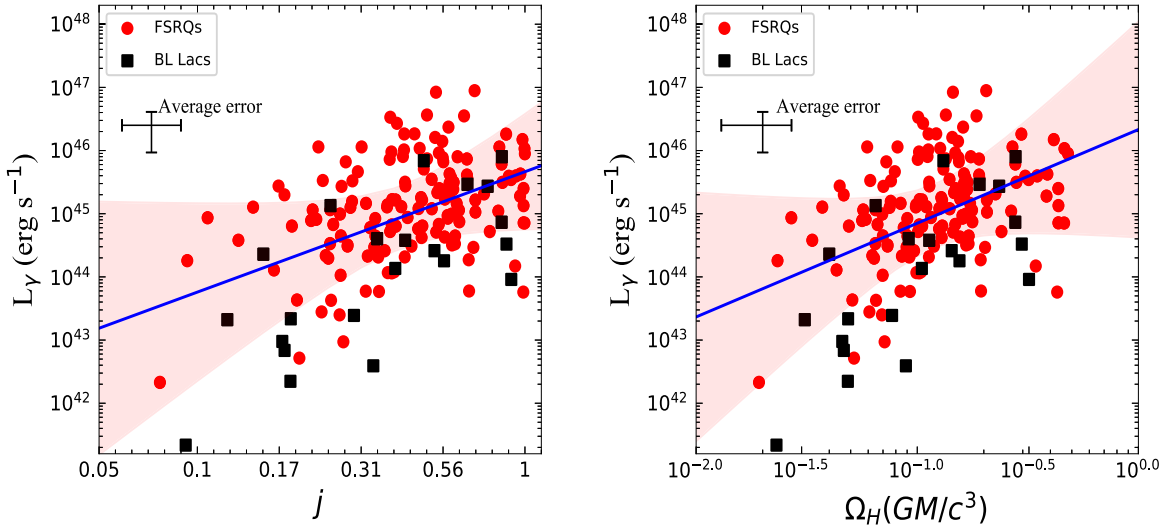 FSRQs
BL Lacs
Average error
10^48
10^47
10^46
10^45
10^44
10^43
10^42
L_γ (erg s^−1)
0.05 0.1 0.17 0.31 0.56 1
j
FSRQs
BL Lacs
Average error
10^48
10^47
10^46
10^45
10^44
10^43
10^42
L_γ (erg s^−1)
10^−2.0 10^−1.5 10^−1.0 10^−0.5 10^0.0
Ω_H(GM/c^3)